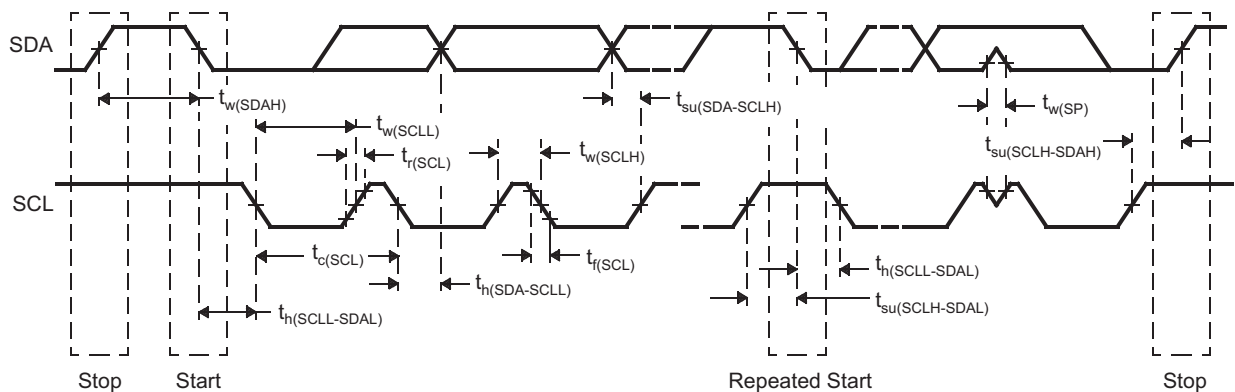 SDA
t_w(SDAH)
t_su(SDA-SCLH)
t_w(SP)
t_w(SCLL)
t_r(SCL)
t_w(SCLH)
t_su(SCLH-SDAH)
SCL
t_c(SCL)
t_f(SCL)
t_h(SDA-SCLL)
t_h(SCLL-SDAL)
t_h(SCLL-SDAL)
t_su(SCLH-SDAL)
Stop
Start
Repeated Start
Stop